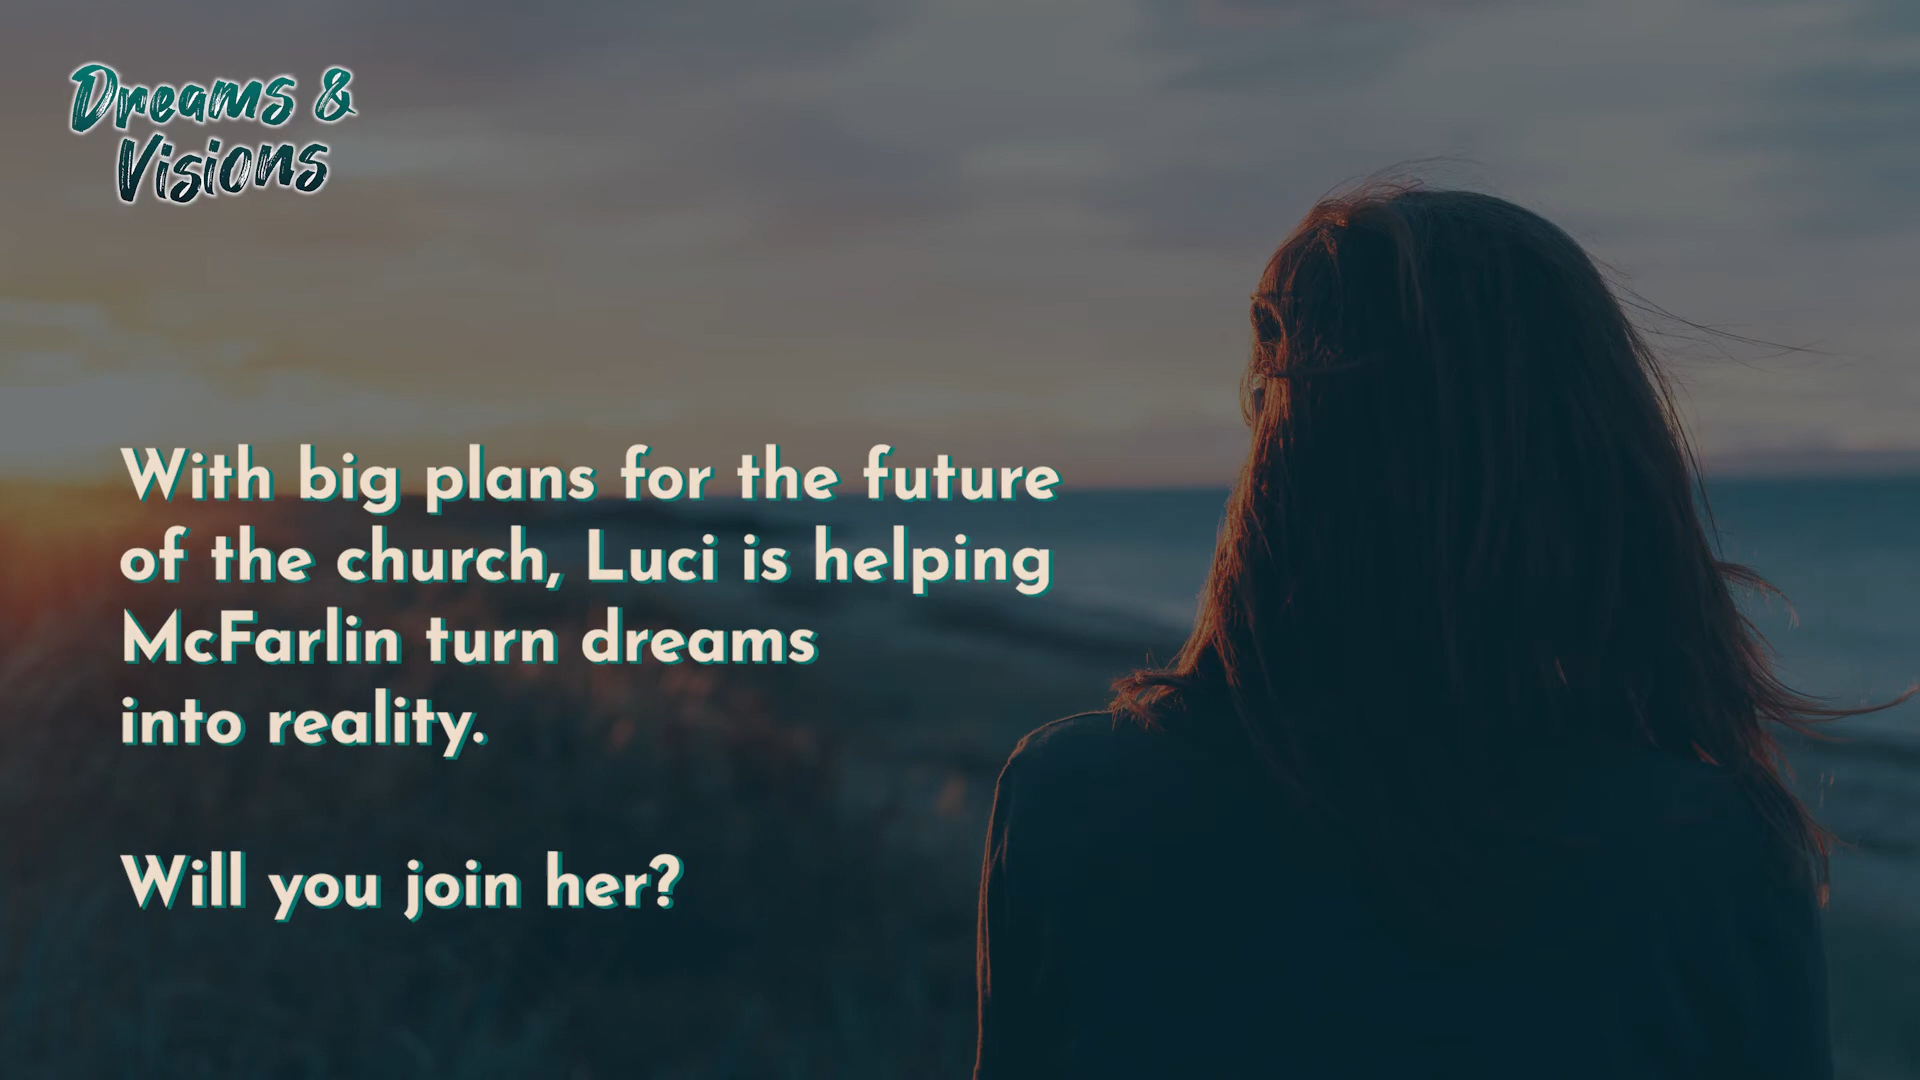 Dreams &
Visions
With big plans for the future
of the church, Luci is helping
McFarlin turn dreams
into reality.
Will you join her?